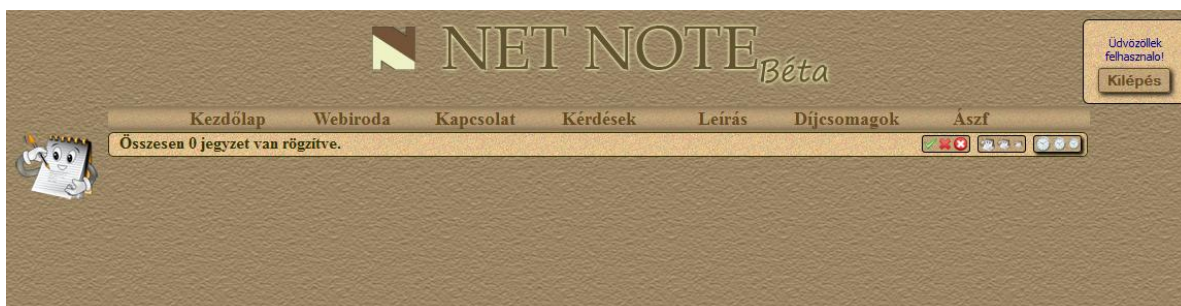 NET NOTE Béta
Üdvözöllek
felhasznalo!
Kilépés
Kezdőlap Webiroda Kapcsolat Kérdések Leírás Díjcsomagok Ászf
Összesen 0 jegyzet van rögzítve.